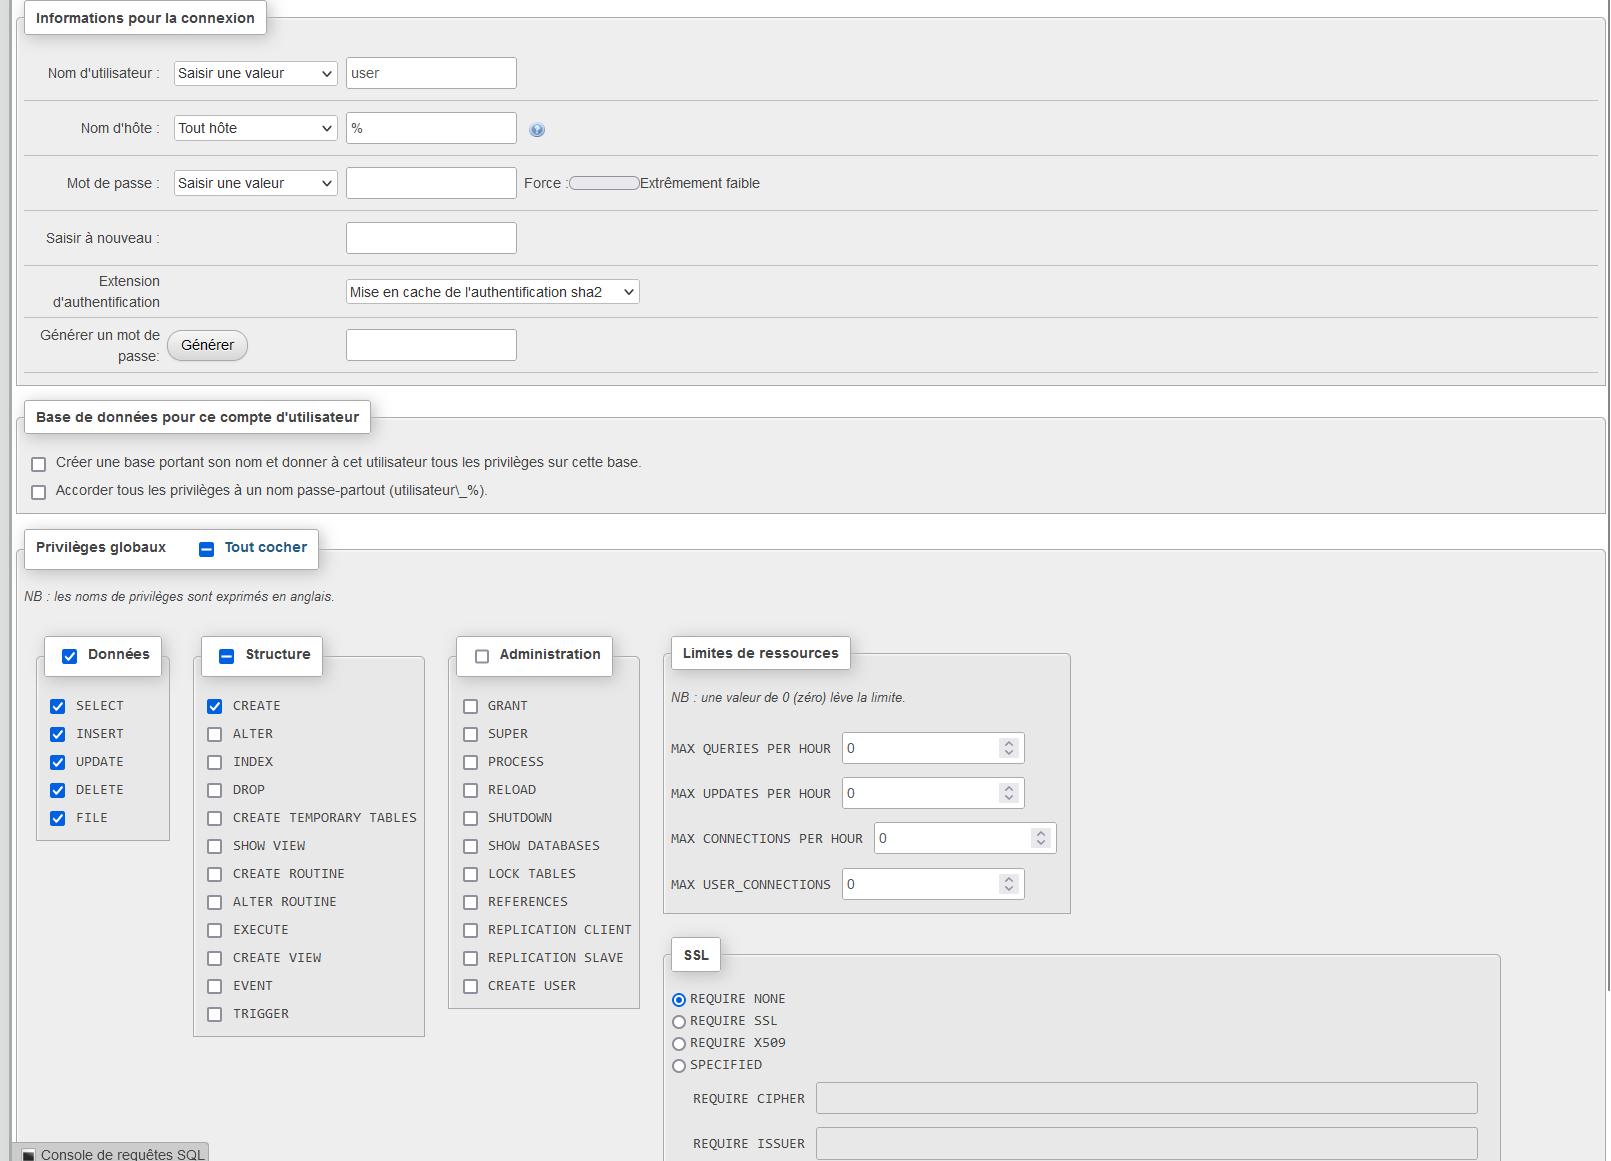 Informations pour la connexion
Nom d'utilisateur : Saisir une valeur user
Nom d'hôte : Tout hôte %
Mot de passe : Saisir une valeur Force : Extrêmement faible
Saisir à nouveau :
Extension
d'authentification
Mise en cache de l'authentification sha2
Générer un mot de
passe:
Générer
Base de données pour ce compte d'utilisateur
Créer une base portant son nom et donner à cet utilisateur tous les privilèges sur cette base.
Accorder tous les privilèges à un nom passe-partout (utilisateur\_%).
Privilèges globaux Tout cocher
NB : les noms de privilèges sont exprimés en anglais.
Données
SELECT
INSERT
UPDATE
DELETE
FILE
Structure
CREATE
ALTER
INDEX
DROP
CREATE TEMPORARY TABLES
SHOW VIEW
CREATE ROUTINE
ALTER ROUTINE
EXECUTE
CREATE VIEW
EVENT
TRIGGER
Administration
GRANT
SUPER
PROCESS
RELOAD
SHUTDOWN
SHOW DATABASES
LOCK TABLES
REFERENCES
REPLICATION CLIENT
REPLICATION SLAVE
CREATE USER
Limites de ressources
NB : une valeur de 0 (zéro) lève la limite.
MAX QUERIES PER HOUR 0
MAX UPDATES PER HOUR 0
MAX CONNECTIONS PER HOUR 0
MAX USER_CONNECTIONS 0
SSL
REQUIRE NONE
REQUIRE SSL
REQUIRE X509
SPECIFIED
REQUIRE CIPHER
REQUIRE ISSUER
Console de requêtes SQL